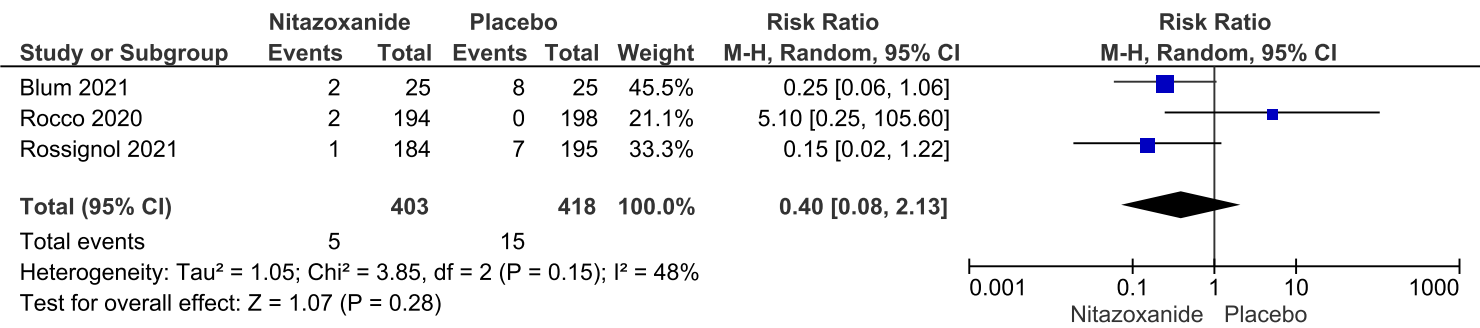 Nitazoxanide Placebo Risk Ratio Risk Ratio
Study or Subgroup Events Total Events Total Weight M-H, Random, 95% CI M-H, Random, 95% CI
Blum 2021 2 25 8 25 45.5% 0.25 [0.06, 1.06]
Rocco 2020 2 194 0 198 21.1% 5.10 [0.25, 105.60]
Rossignol 2021 1 184 7 195 33.3% 0.15 [0.02, 1.22]
Total (95% CI) 403 418 100.0% 0.40 [0.08, 2.13]
Total events 5 15
Heterogeneity: Tau² = 1.05; Chi² = 3.85, df = 2 (P = 0.15); I² = 48%
Test for overall effect: Z = 1.07 (P = 0.28)
0.001 0.1 1 10 1000
Nitazoxanide Placebo